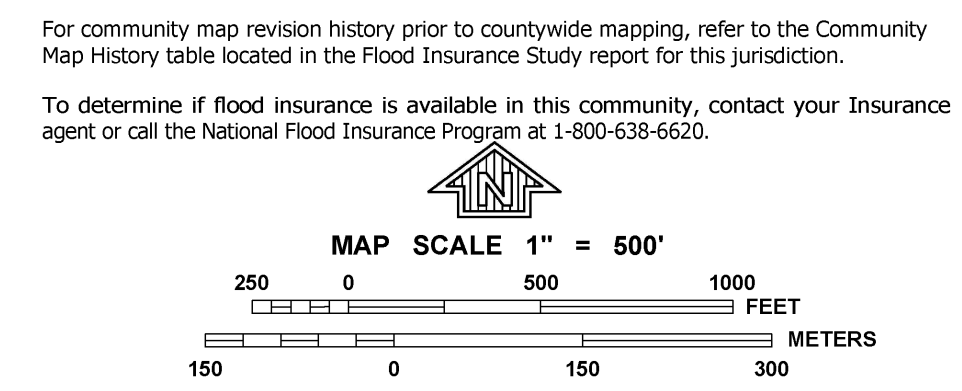 For community map revision history prior to countywide mapping, refer to the Community
Map History table located in the Flood Insurance Study report for this jurisdiction.
To determine if flood insurance is available in this community, contact your Insurance
agent or call the National Flood Insurance Program at 1-800-638-6620.
N
MAP SCALE 1" = 500'
250 0 500 1000
FEET
METERS
150 0 150 300